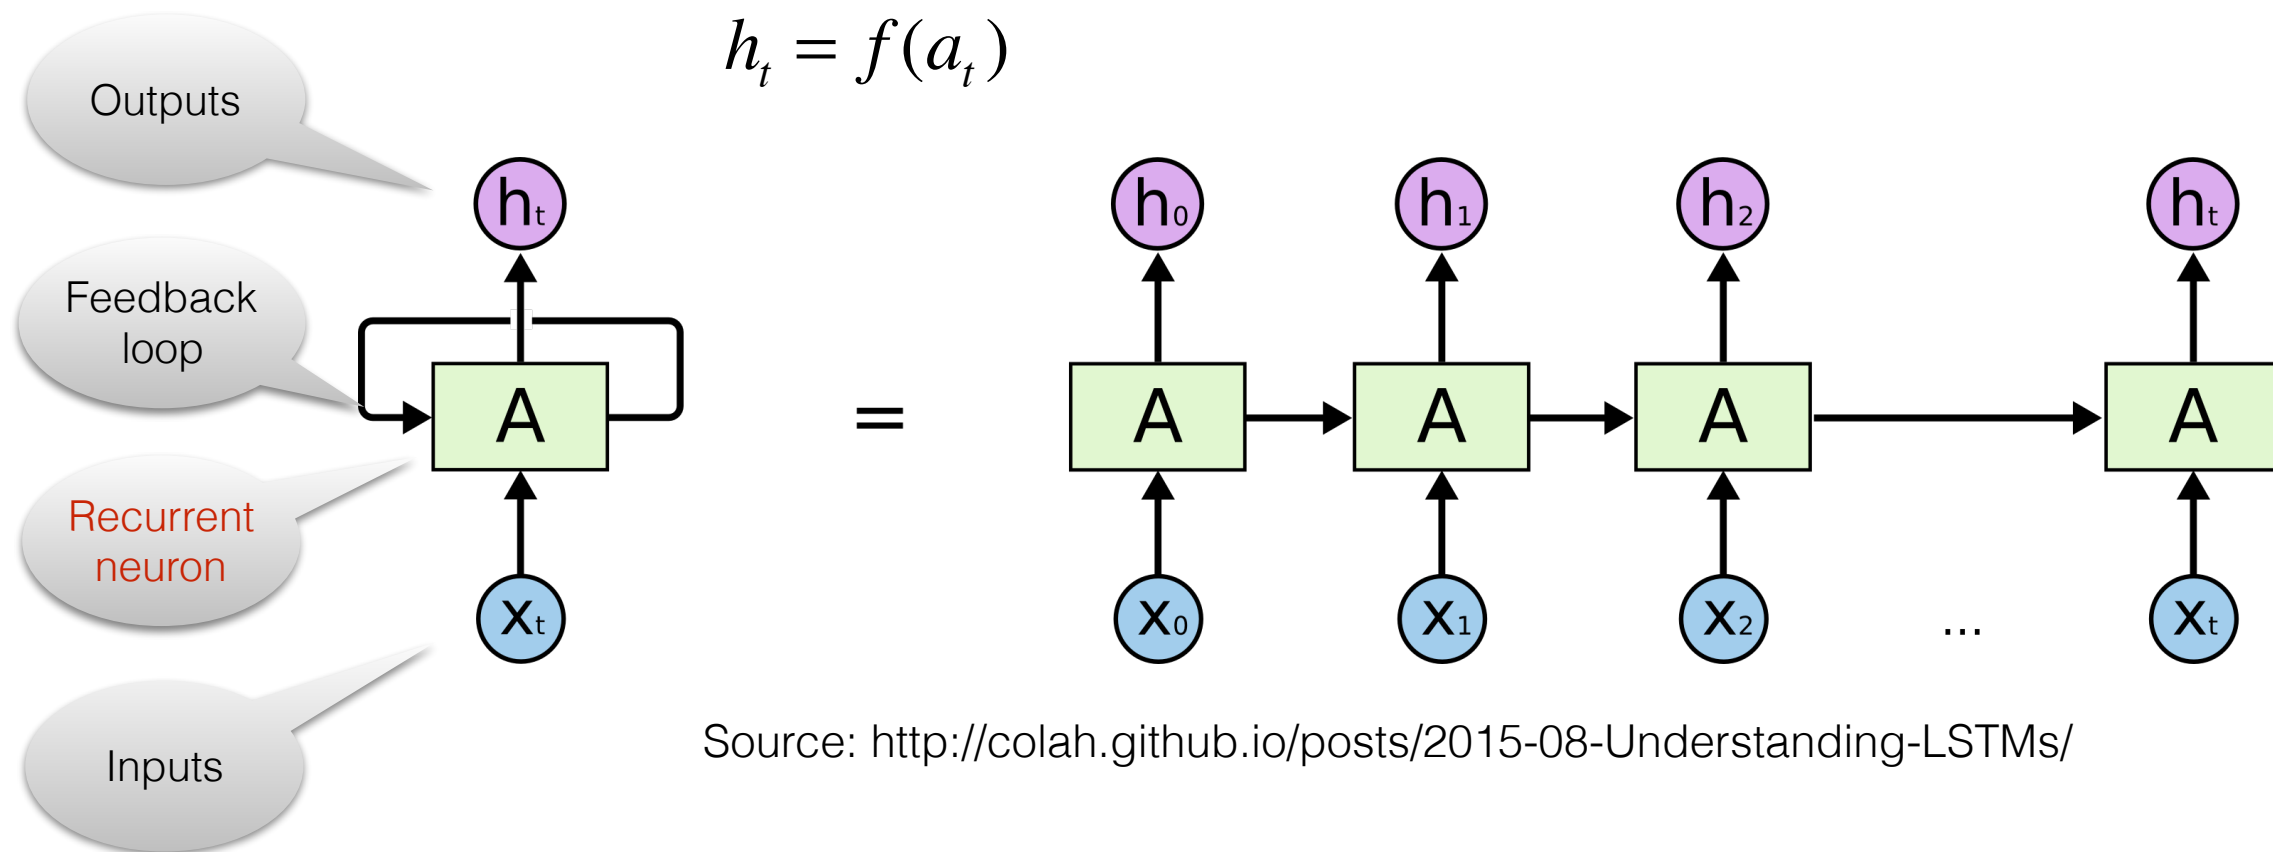 hₜ = f(aₜ)
Outputs
Feedback
loop
Recurrent
neuron
Inputs
hₜ
A
xₜ
=
h₀ h₁ h₂ hₜ
A A A A
x₀ x₁ x₂ ... xₜ
Source: http://colah.github.io/posts/2015-08-Understanding-LSTMs/